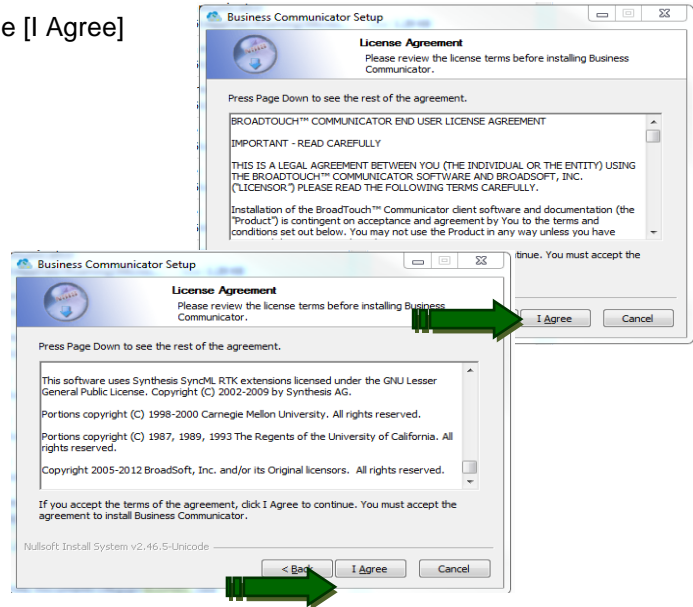 e [I Agree]
Business Communicator Setup
License Agreement
Please review the license terms before installing Business
Communicator.
Press Page Down to see the rest of the agreement.
BROADTOUCH™ COMMUNICATOR END USER LICENSE AGREEMENT
IMPORTANT - READ CAREFULLY
THIS IS A LEGAL AGREEMENT BETWEEN YOU (THE INDIVIDUAL OR THE ENTITY) USING
THE BROADTOUCH™ COMMUNICATOR SOFTWARE AND BROADSOFT, INC.
("LICENSOR") PLEASE READ THE FOLLOWING TERMS CAREFULLY.
Installation of the BroadTouch™ Communicator client software and documentation (the
"Product") is contingent on acceptance and agreement by You to the terms and
conditions set out below. You may not use the Product in any way unless you have
tinue. You must accept the
I Agree
Cancel
Business Communicator Setup
License Agreement
Please review the license terms before installing Business
Communicator.
Press Page Down to see the rest of the agreement.
This software uses Synthesis SyncML RTK extensions licensed under the GNU Lesser
General Public License. Copyright (C) 2002-2009 by Synthesis AG.
Portions copyright (C) 1998-2000 Carnegie Mellon University. All rights reserved.
Portions copyright (C) 1987, 1989, 1993 The Regents of the University of California. All
rights reserved.
Copyright 2005-2012 BroadSoft, Inc. and/or its Original licensors. All rights reserved.
If you accept the terms of the agreement, click I Agree to continue. You must accept the
agreement to install Business Communicator.
Nullsoft Install System v2.46.5-Unicode
< Back
I Agree
Cancel